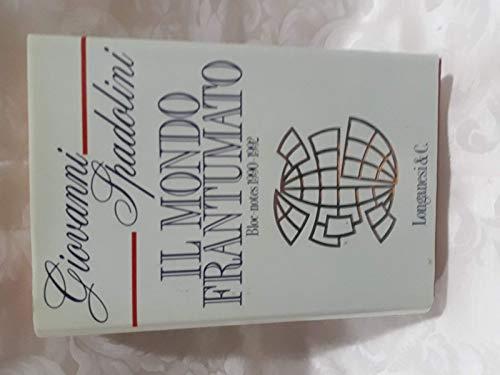 Giovanni
Spadolini
IL MONDO
FRANTUMATO
Bloc-notes 1990-1992
Longanesi & C.